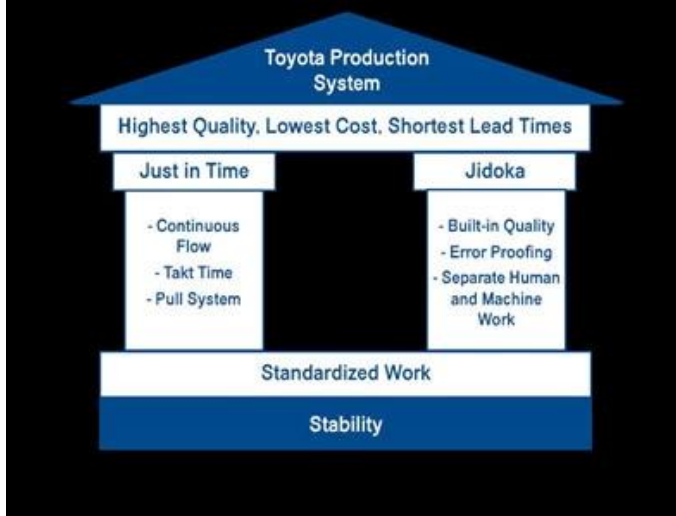 Toyota Production
System
Highest Quality, Lowest Cost, Shortest Lead Times
Just in Time
Jidoka
- Continuous
Flow
- Takt Time
- Pull System
- Built-in Quality
- Error Proofing
- Separate Human
and Machine
Work
Standardized Work
Stability